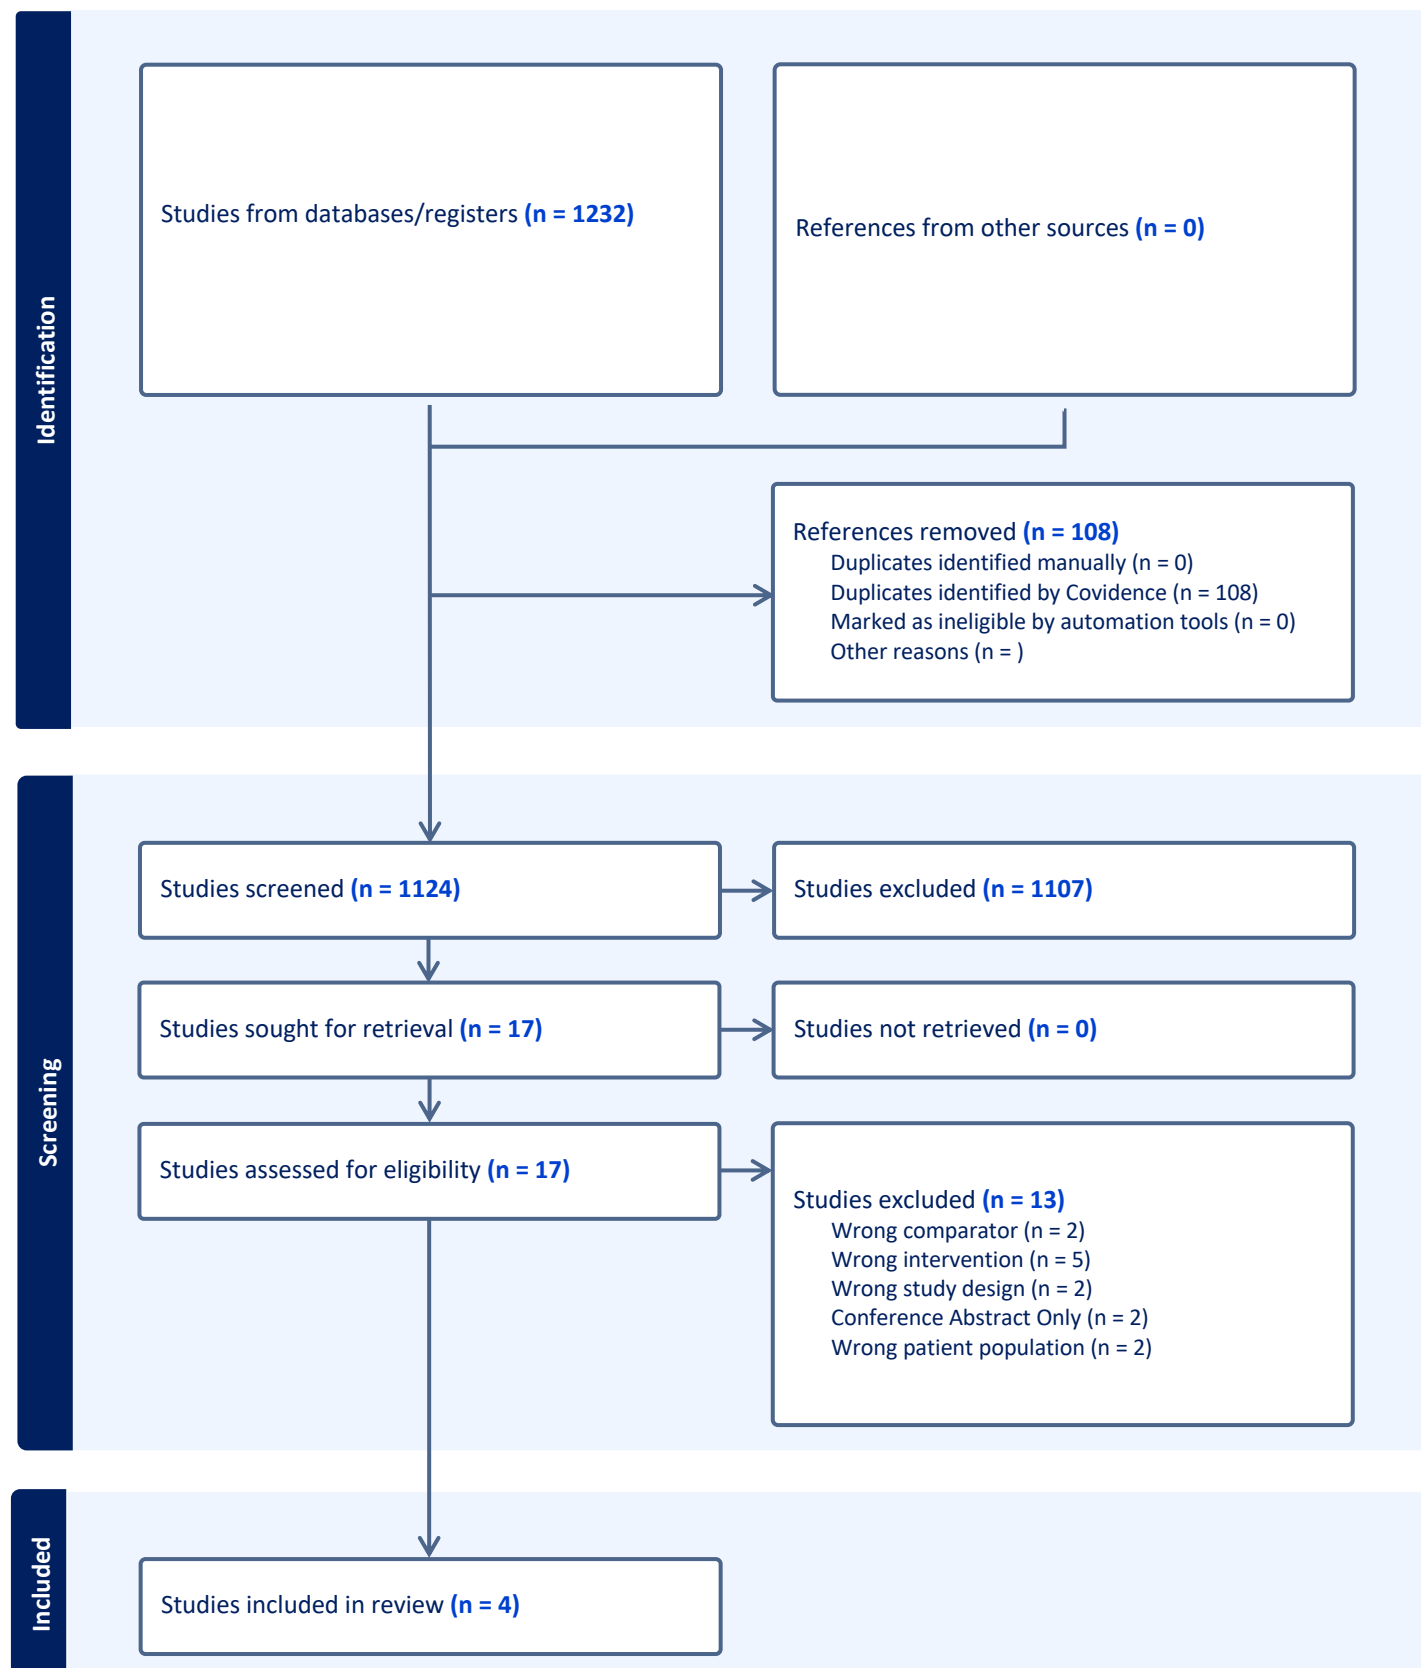 Identification
Studies from databases/registers (n = 1232)
References from other sources (n = 0)
References removed (n = 108)
Duplicates identified manually (n = 0)
Duplicates identified by Covidence (n = 108)
Marked as ineligible by automation tools (n = 0)
Other reasons (n = )
Screening
Studies screened (n = 1124)
Studies excluded (n = 1107)
Studies sought for retrieval (n = 17)
Studies not retrieved (n = 0)
Studies assessed for eligibility (n = 17)
Studies excluded (n = 13)
Wrong comparator (n = 2)
Wrong intervention (n = 5)
Wrong study design (n = 2)
Conference Abstract Only (n = 2)
Wrong patient population (n = 2)
Included
Studies included in review (n = 4)